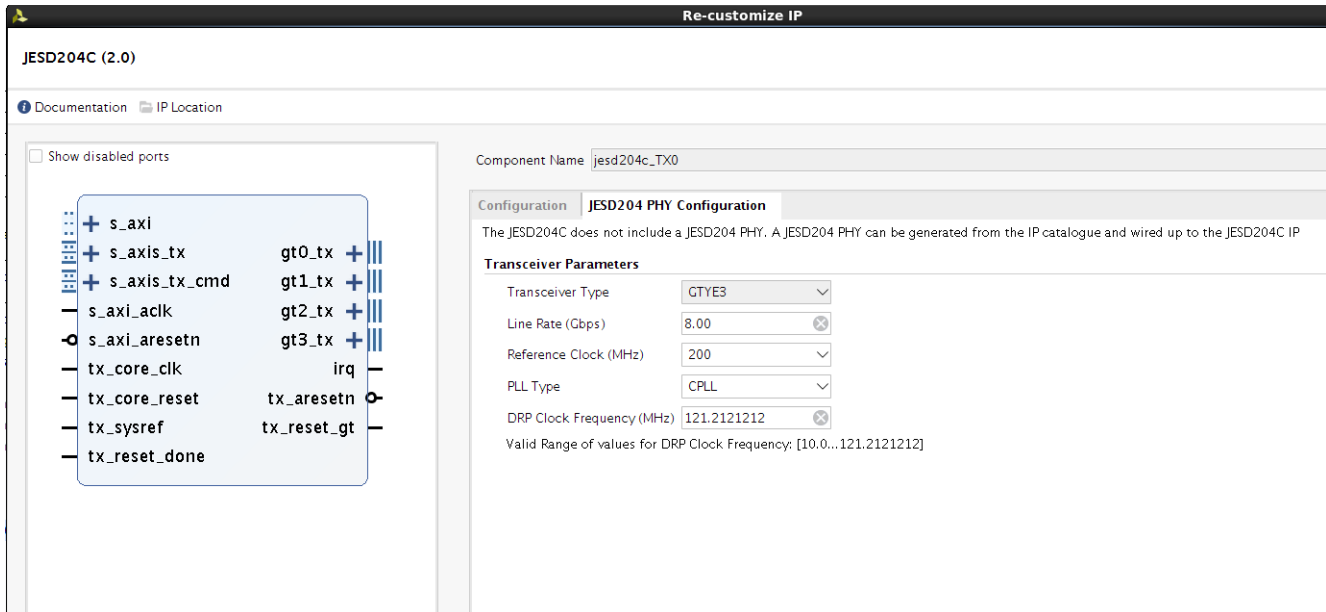 Re-customize IP
JESD204C (2.0)
Documentation IP Location
Show disabled ports
s_axi
s_axis_tx
s_axis_tx_cmd
s_axi_aclk
s_axi_aresetn
tx_core_clk
tx_core_reset
tx_sysref
tx_reset_done
gt0_tx
gt1_tx
gt2_tx
gt3_tx
irq
tx_aresetn
tx_reset_gt
Component Name jesd204c_TX0
Configuration JESD204 PHY Configuration
The JESD204C does not include a JESD204 PHY. A JESD204 PHY can be generated from the IP catalogue and wired up to the JESD204C IP
Transceiver Parameters
Transceiver Type GTYE3
Line Rate (Gbps) 8.00
Reference Clock (MHz) 200
PLL Type CPLL
DRP Clock Frequency (MHz) 121.2121212
Valid Range of values for DRP Clock Frequency: [10.0...121.2121212]